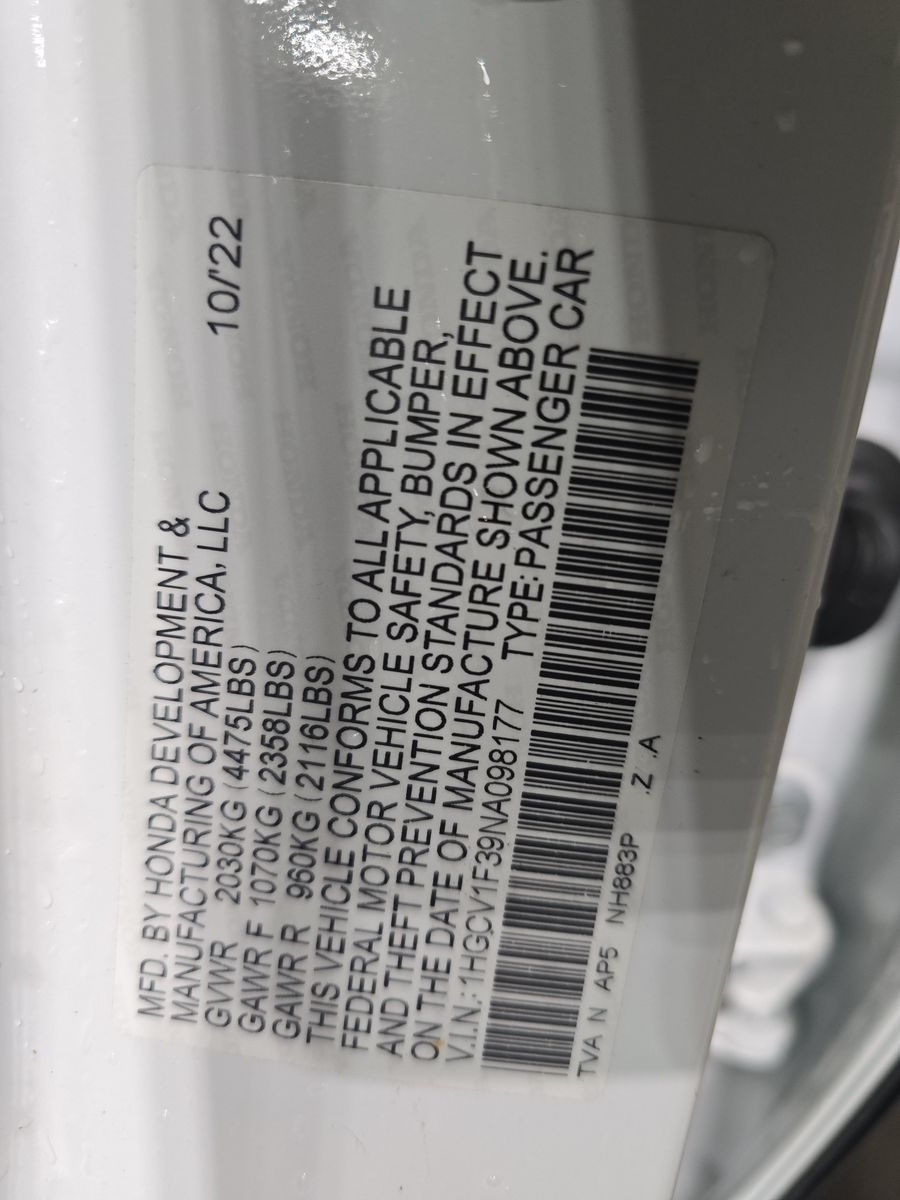 MFD. BY HONDA DEVELOPMENT &
MANUFACTURING OF AMERICA, LLC 10/'22
GVWR 2030KG (4475LBS)
GAWR F 1070KG (2358LBS)
GAWR R 960KG (2116LBS)
THIS VEHICLE CONFORMS TO ALL APPLICABLE
FEDERAL MOTOR VEHICLE SAFETY, BUMPER,
AND THEFT PREVENTION STANDARDS IN EFFECT
ON THE DATE OF MANUFACTURE SHOWN ABOVE.
V.I.N.: 1HGCV1F39NA098177 TYPE: PASSENGER CAR
TVA N AP5 NH883P .Z .A